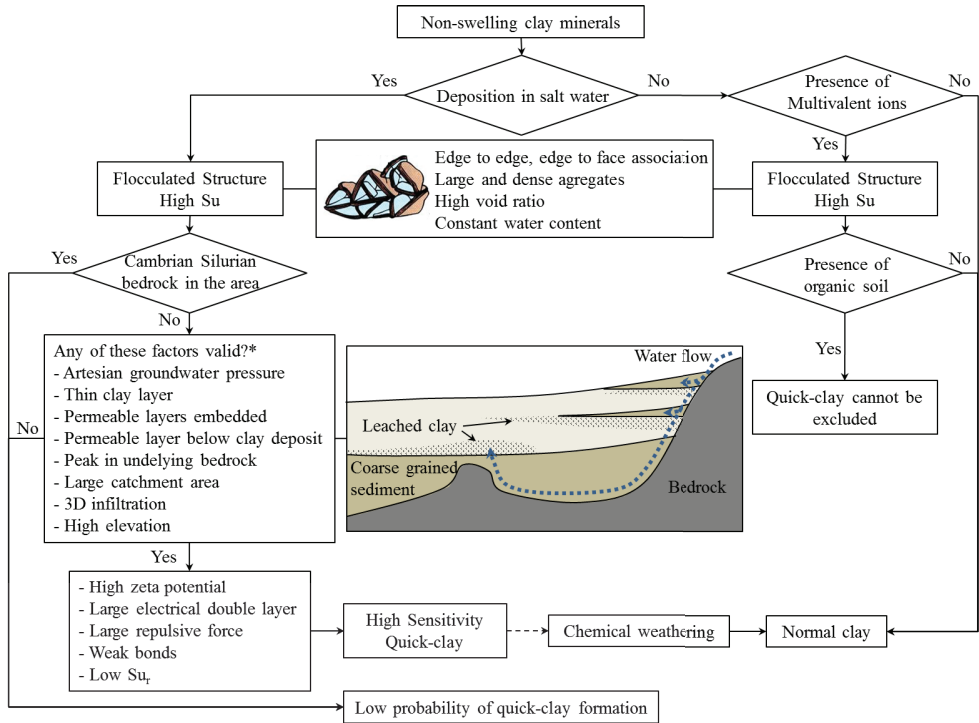 Non-swelling clay minerals
Yes
Deposition in salt water
No
Presence of
Multivalent ions
No
Yes
Flocculated Structure
High Su
Edge to edge, edge to face association
Large and dense agregates
High void ratio
Constant water content
Flocculated Structure
High Su
Yes
Cambrian Silurian
bedrock in the area
No
Presence of
organic soil
No
Yes
Quick-clay cannot be
excluded
Any of these factors valid?*
- Artesian groundwater pressure
- Thin clay layer
- Permeable layers embedded
- Permeable layer below clay deposit
- Peak in undelying bedrock
- Large catchment area
- 3D infiltration
- High elevation
No
Water flow
Leached clay
Coarse grained
sediment
Bedrock
Yes
- High zeta potential
- Large electrical double layer
- Large repulsive force
- Weak bonds
- Low Suᵣ
High Sensitivity
Quick-clay
Chemical weathering
Normal clay
Low probability of quick-clay formation